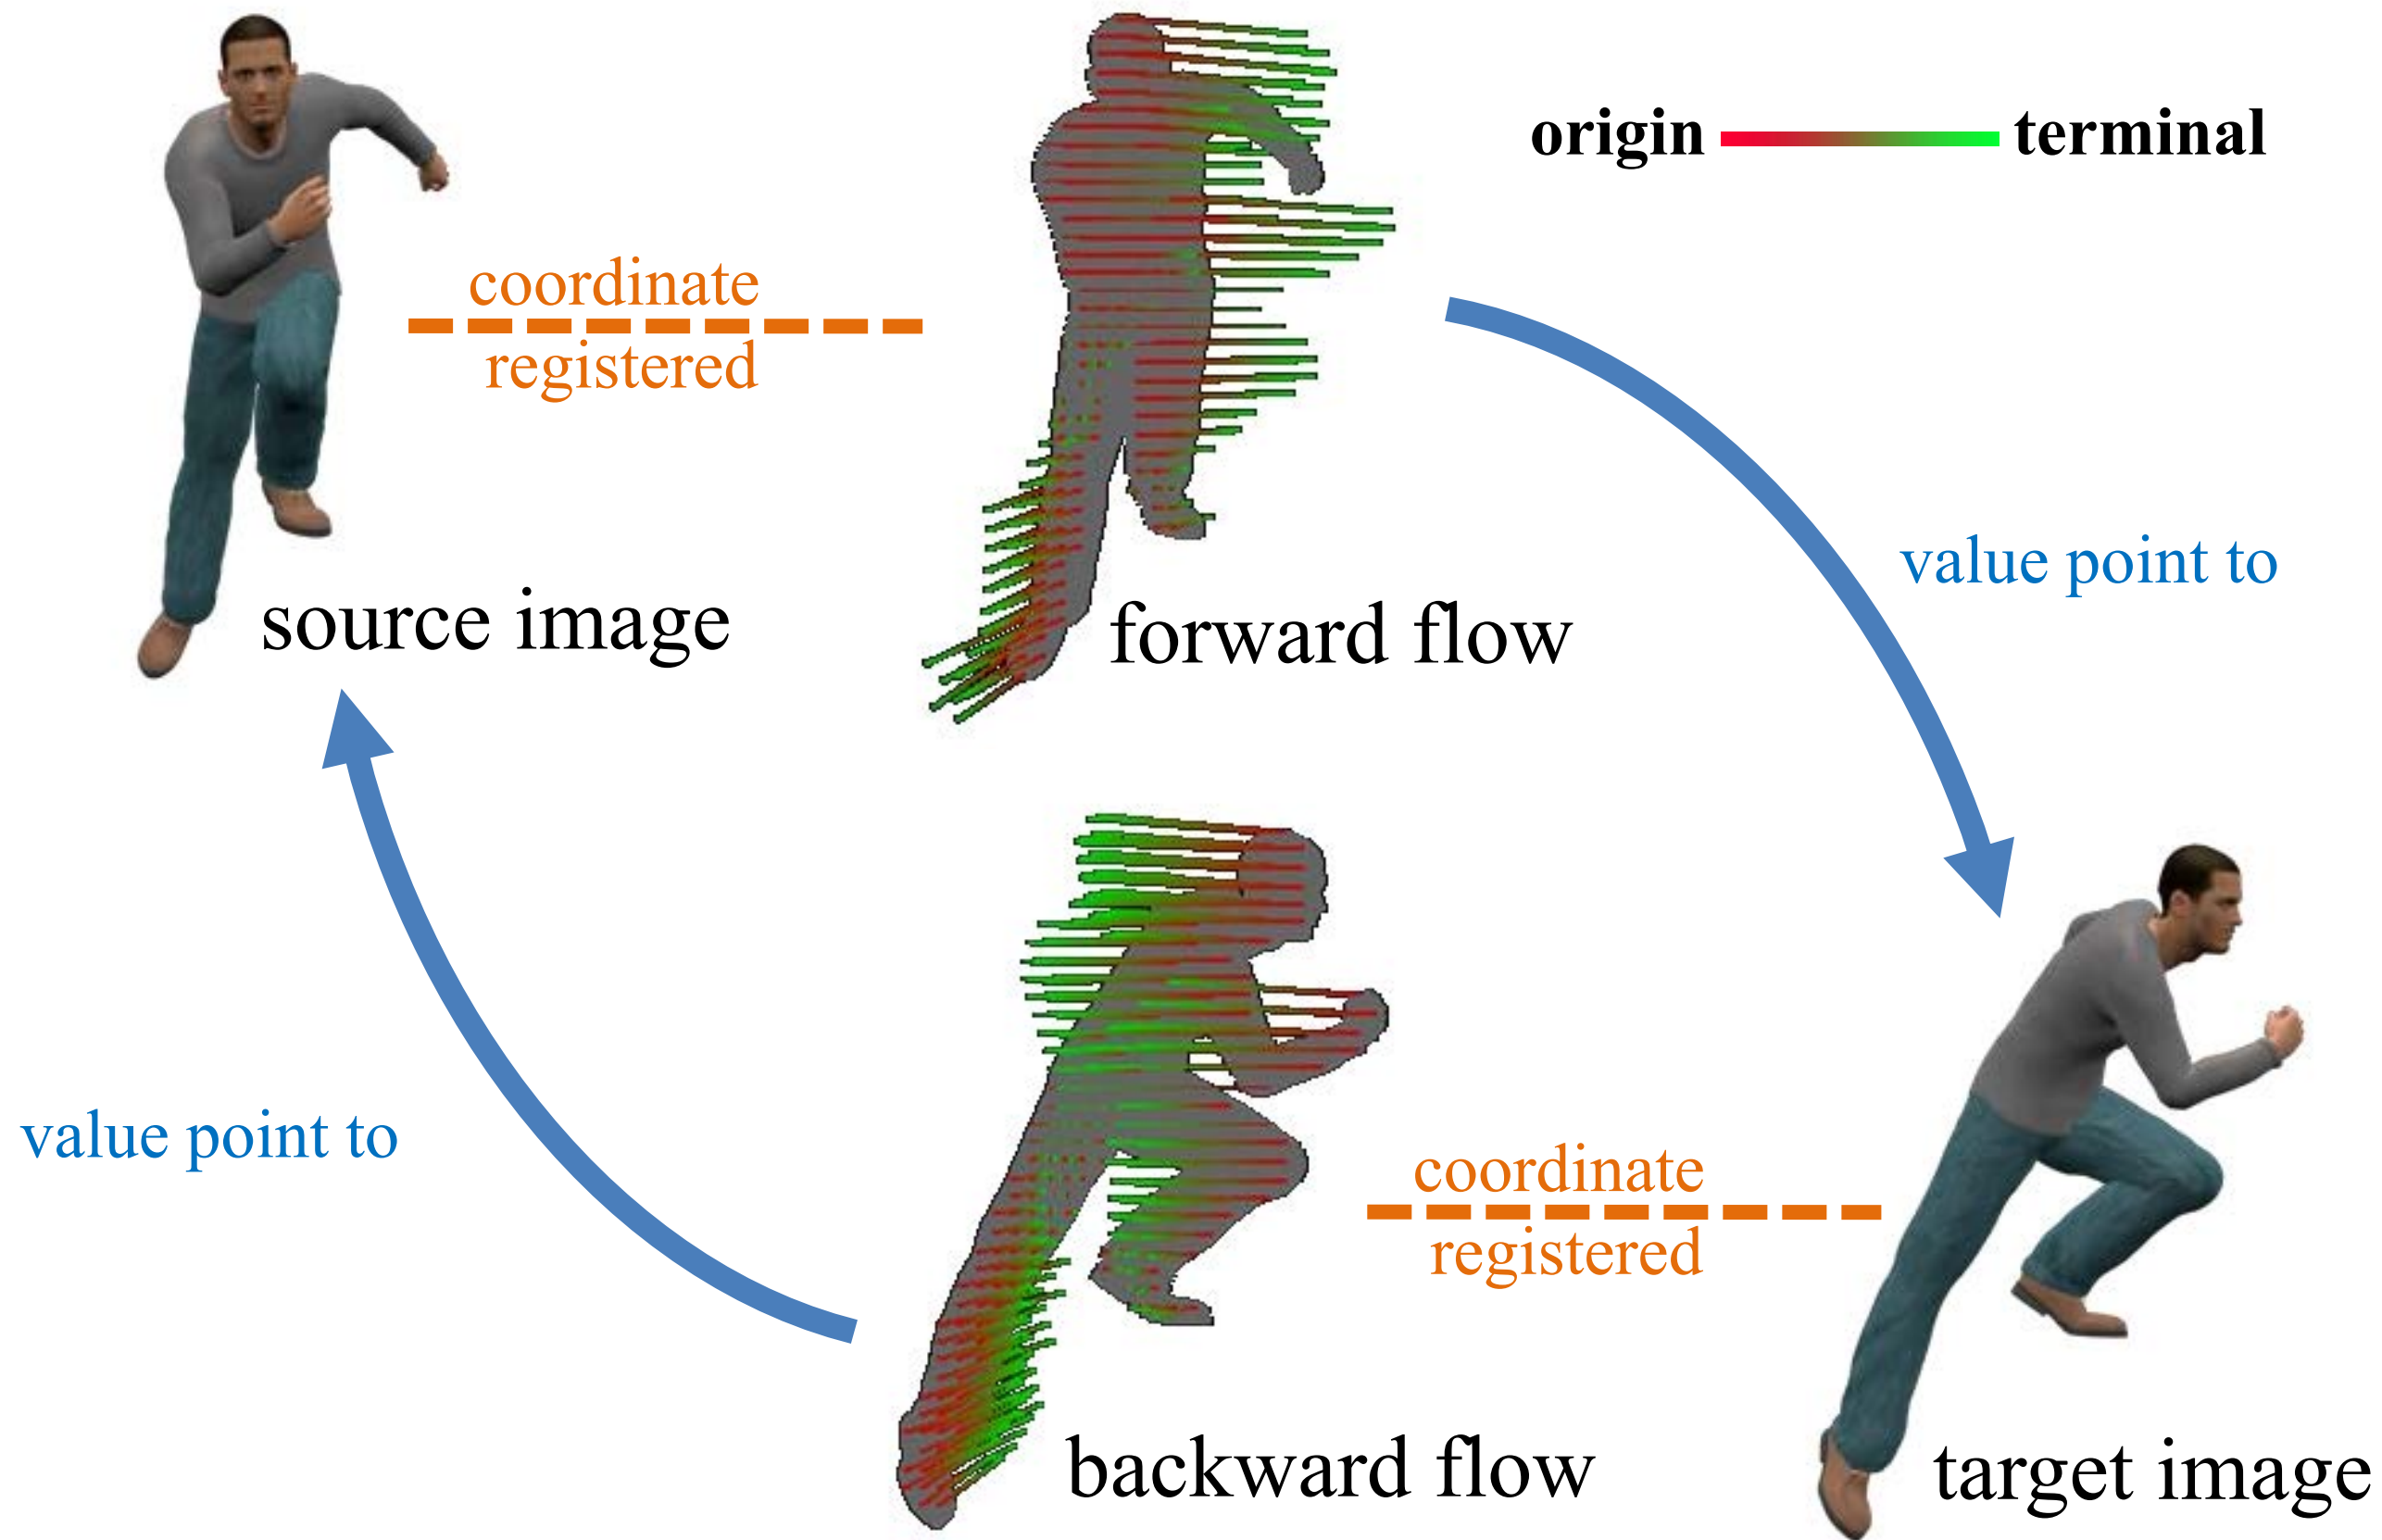 origin terminal
coordinate
registered
value point to
source image
forward flow
value point to
coordinate
registered
backward flow
target image